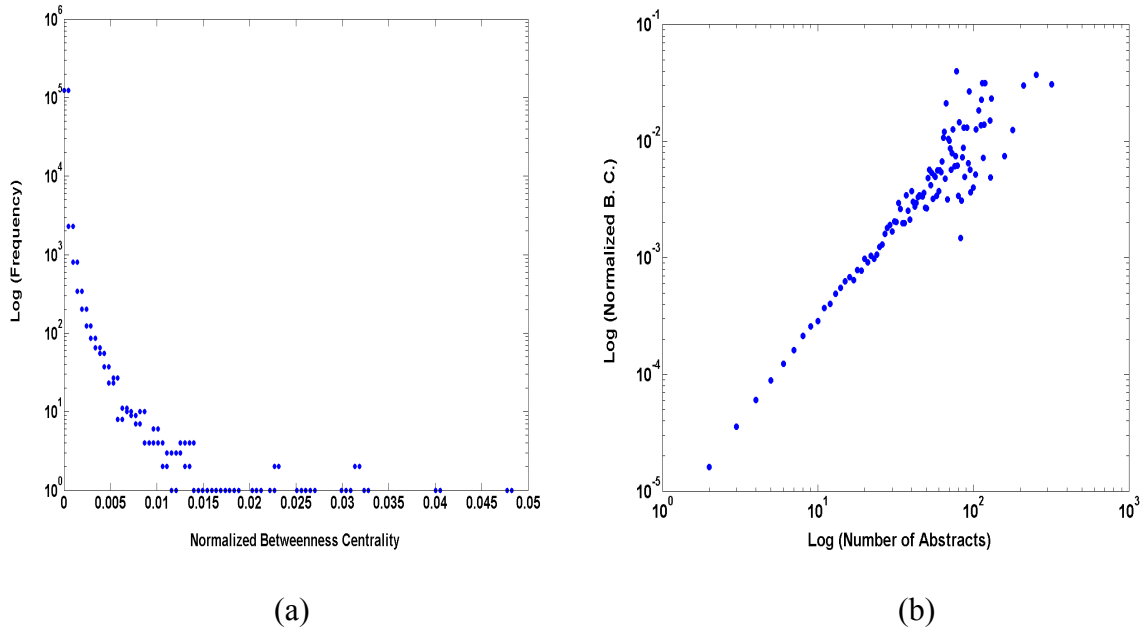 10^6
10^5
10^4
10^3
10^2
10^1
10^0
Log (Frequency)
0 0.005 0.01 0.015 0.02 0.025 0.03 0.035 0.04 0.045 0.05
Normalized Betweenness Centrality
(a)
10^-1
10^-2
10^-3
10^-4
10^-5
Log (Normalized B. C.)
10^0 10^1 10^2 10^3
Log (Number of Abstracts)
(b)